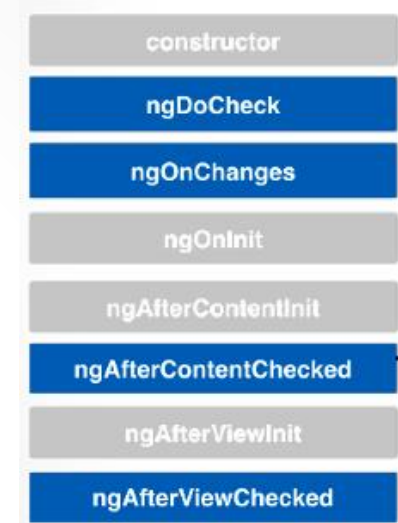 constructor
ngDoCheck
ngOnChanges
ngOnInit
ngAfterContentInit
ngAfterContentChecked
ngAfterViewInit
ngAfterViewChecked